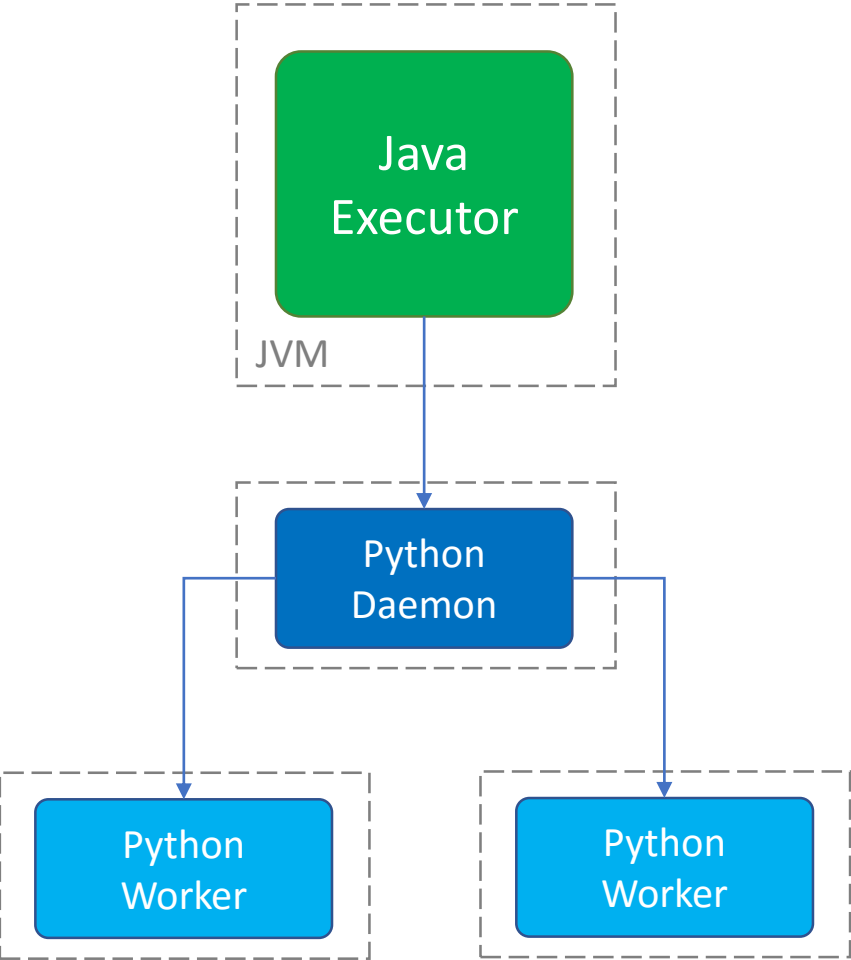 Java
Executor
JVM
Python
Daemon
Python
Worker
Python
Worker